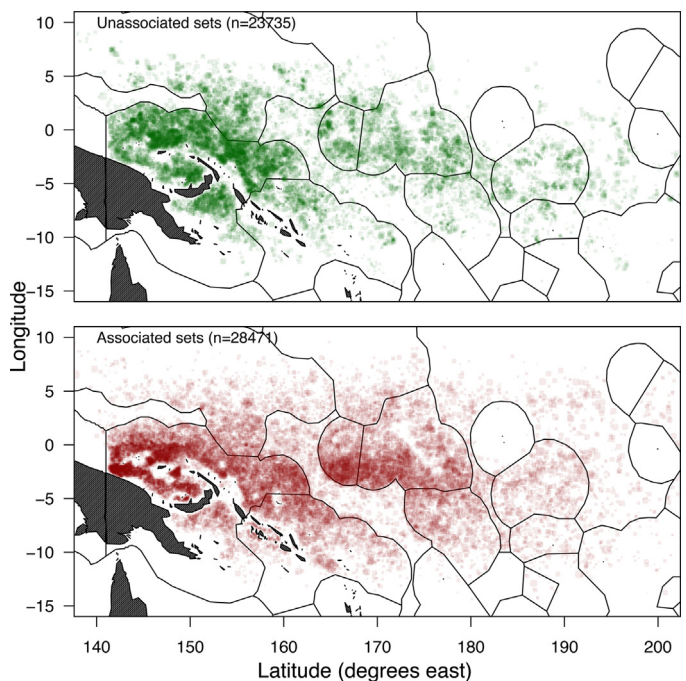 Unassociated sets (n=23735)
10
5
0
−5
−10
−15
Longitude
Associated sets (n=28471)
10
5
0
−5
−10
−15
140 150 160 170 180 190 200
Latitude (degrees east)